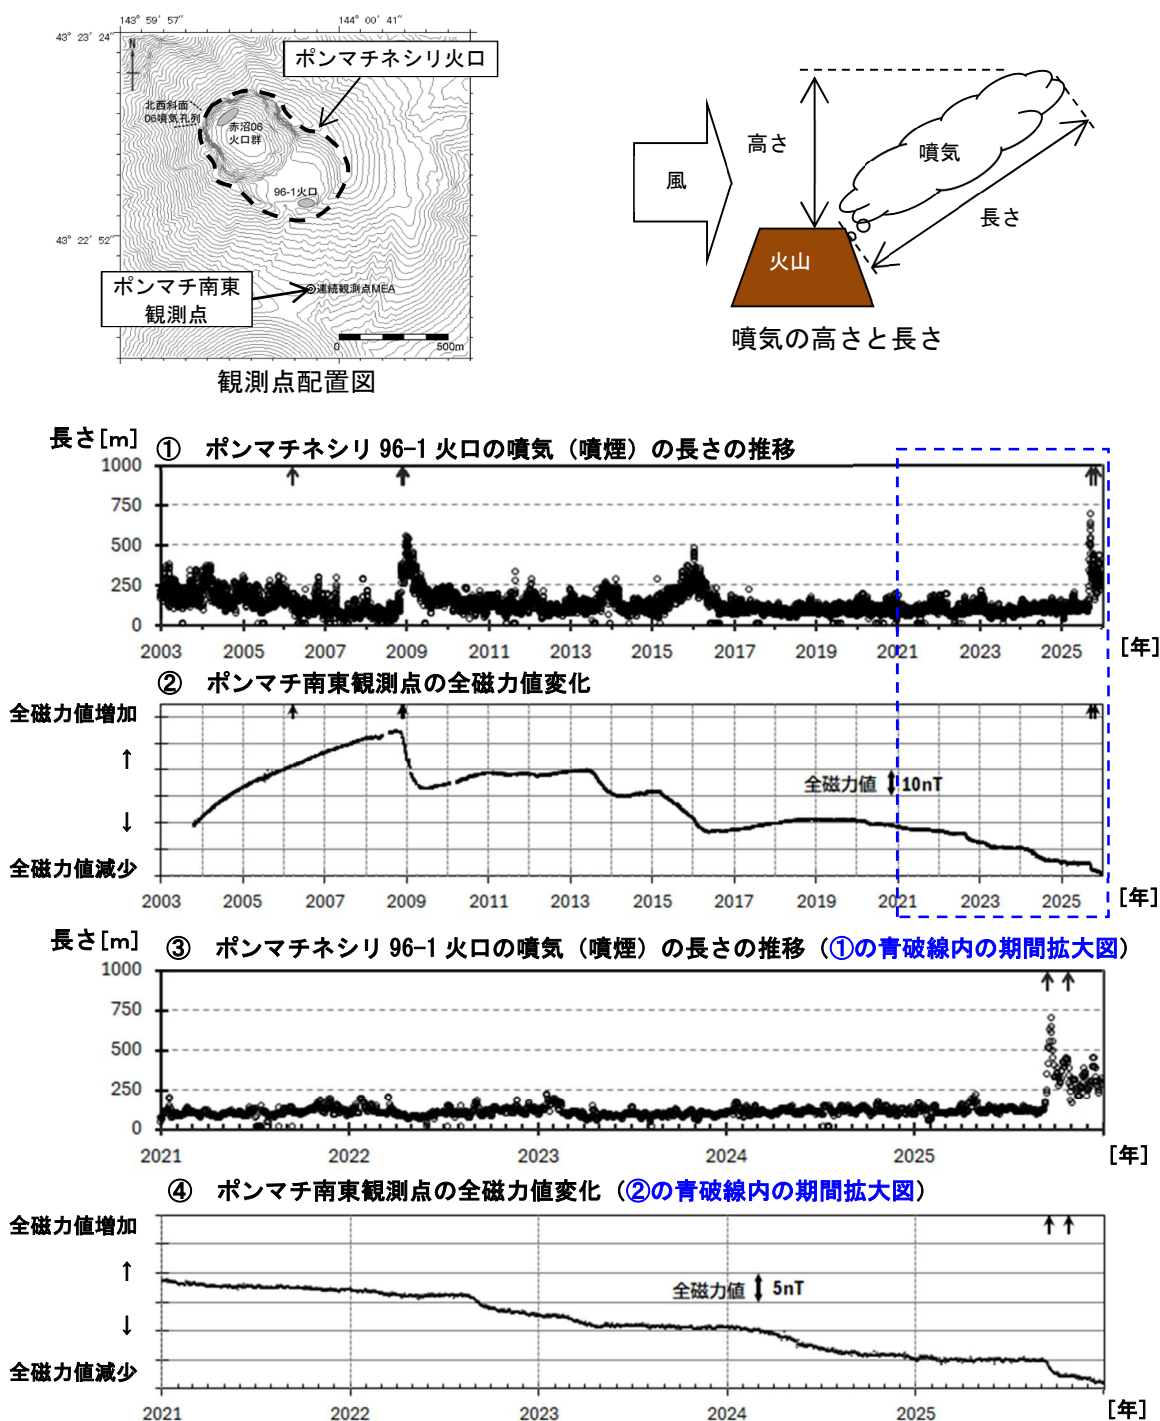 143° 59′ 57″
144° 00′ 41″
43° 23′ 24″
N
ポンマチネシリ火口
北西斜面
06噴気孔列
赤沼06
火口群
96-1火口
43° 22′ 52″
ポンマチ南東
観測点
連続観測点MEA
0
500m
観測点配置図
風
高さ
噴気
長さ
火山
噴気の高さと長さ
長さ[m]
① ポンマチネシリ 96-1 火口の噴気（噴煙）の長さの推移
1000
750
500
250
0
2003 2005 2007 2009 2011 2013 2015 2017 2019 2021 2023 2025
[年]
② ポンマチ南東観測点の全磁力値変化
全磁力値増加
↑
↓
全磁力値減少
全磁力値 10nT
2003 2005 2007 2009 2011 2013 2015 2017 2019 2021 2023 2025
[年]
長さ[m]
③ ポンマチネシリ 96-1 火口の噴気（噴煙）の長さの推移（①の青破線内の期間拡大図）
1000
750
500
250
0
2021 2022 2023 2024 2025
[年]
④ ポンマチ南東観測点の全磁力値変化（②の青破線内の期間拡大図）
全磁力値増加
↑
↓
全磁力値減少
全磁力値 5nT
2021 2022 2023 2024 2025
[年]